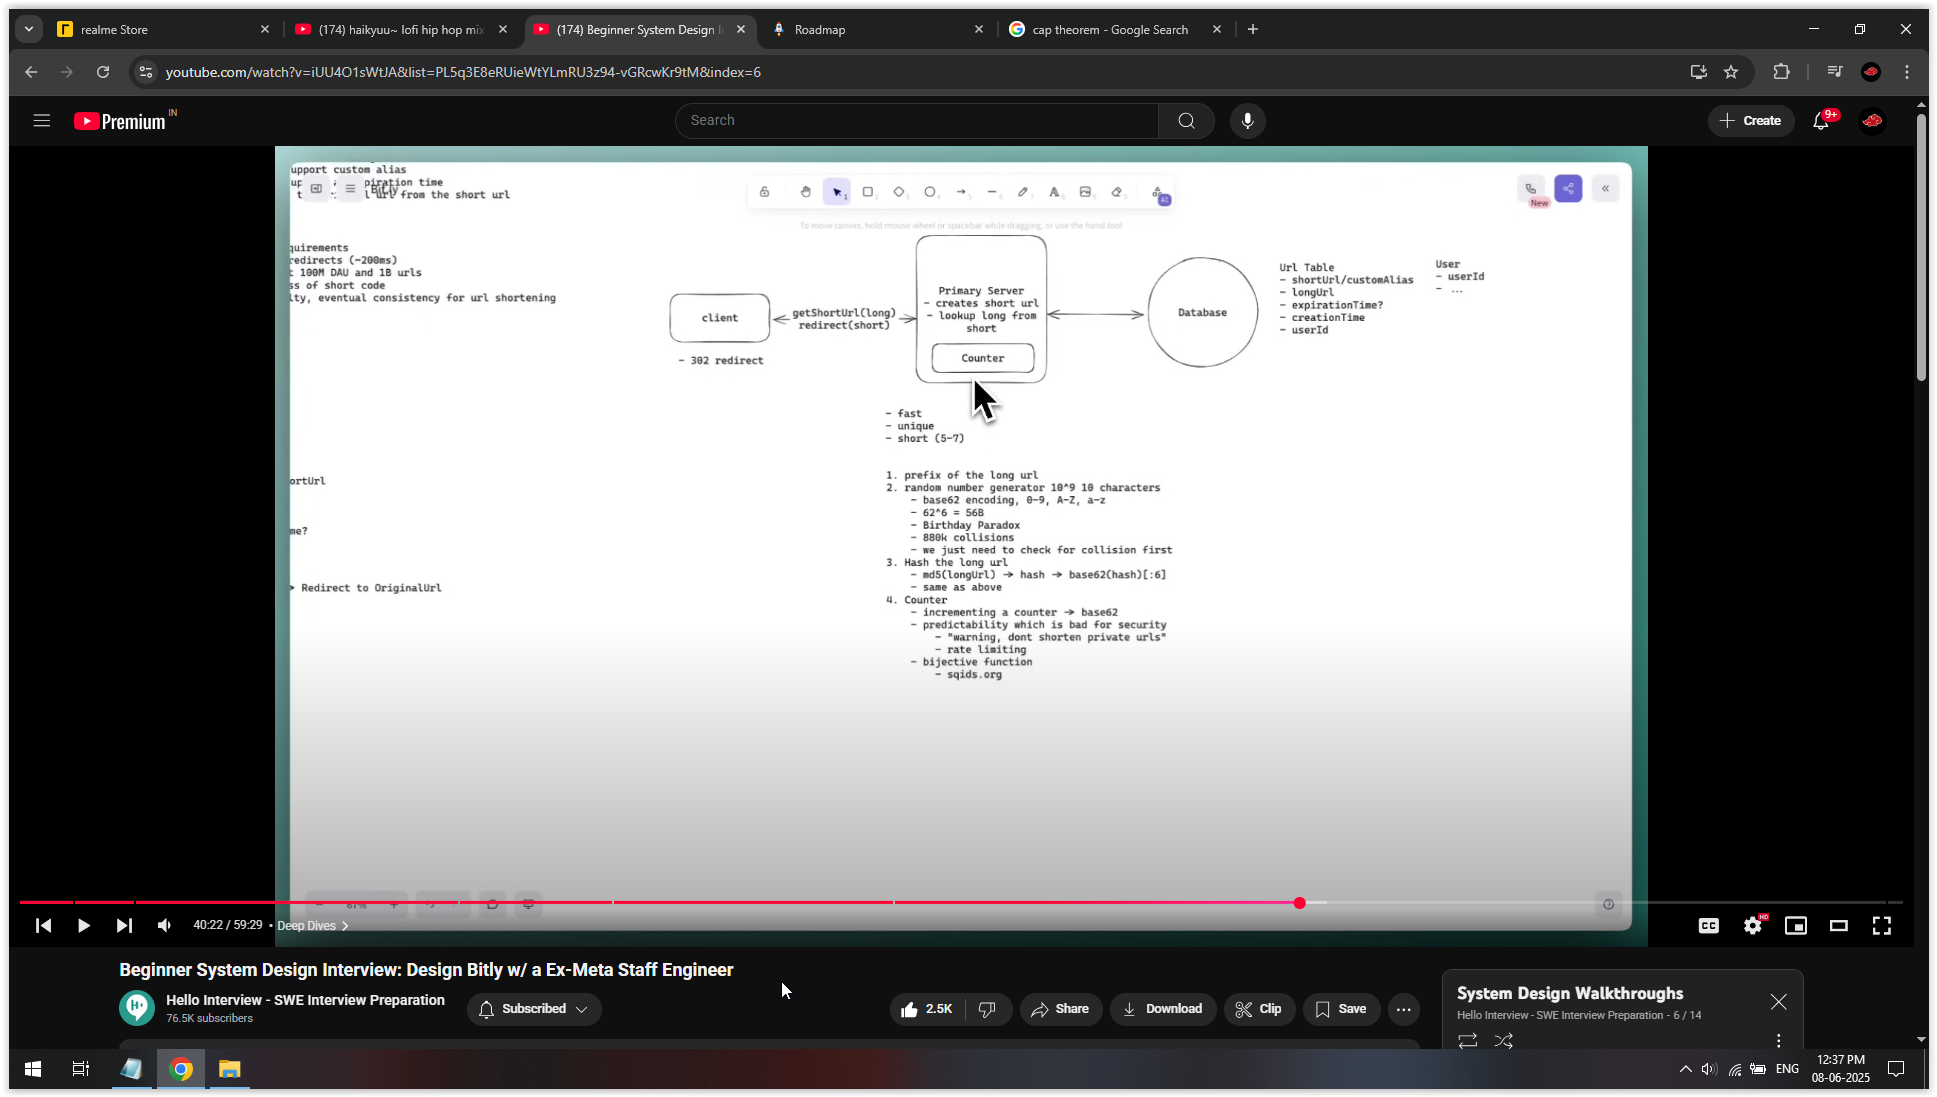 realme Store
(174) haikyuu~ lofi hip hop mix
(174) Beginner System Design I
Roadmap
cap theorem - Google Search
youtube.com/watch?v=iUU4O1sWtJA&list=PL5q3E8eRUieWtYLmRU3z94-vGRcwKr9tM&index=6
Premium IN
Search
Create
9+
upport custom alias
piration time
Bitly
url from the short url
New
To move canvas, hold mouse wheel or spacebar while dragging, or use the hand tool
quirements
redirects (~200ms)
t 100M DAU and 1B urls
ss of short code
lty, eventual consistency for url shortening
client
- 302 redirect
getShortUrl(long)
redirect(short)
Primary Server
- creates short url
- lookup long from
short
Counter
Database
Url Table
- shortUrl/customAlias
- longUrl
- expirationTime?
- creationTime
- userId
User
- userId
- ...
- fast
- unique
- short (5-7)
ortUrl
me?
> Redirect to OriginalUrl
1. prefix of the long url
2. random number generator 10^9 10 characters
- base62 encoding, 0-9, A-Z, a-z
- 62^6 = 56B
- Birthday Paradox
- 880k collisions
- we just need to check for collision first
3. Hash the long url
- md5(longUrl) → hash → base62(hash)[:6]
- same as above
4. Counter
- incrementing a counter → base62
- predictability which is bad for security
- "warning, dont shorten private urls"
- rate limiting
- bijective function
- sqids.org
67%
40:22 / 59:29 • Deep Dives
CC
HD
Beginner System Design Interview: Design Bitly w/ a Ex-Meta Staff Engineer
Hello Interview - SWE Interview Preparation
76.5K subscribers
Subscribed
2.5K
Share
Download
Clip
Save
System Design Walkthroughs
Hello Interview - SWE Interview Preparation - 6 / 14
ENG
12:37 PM
08-06-2025